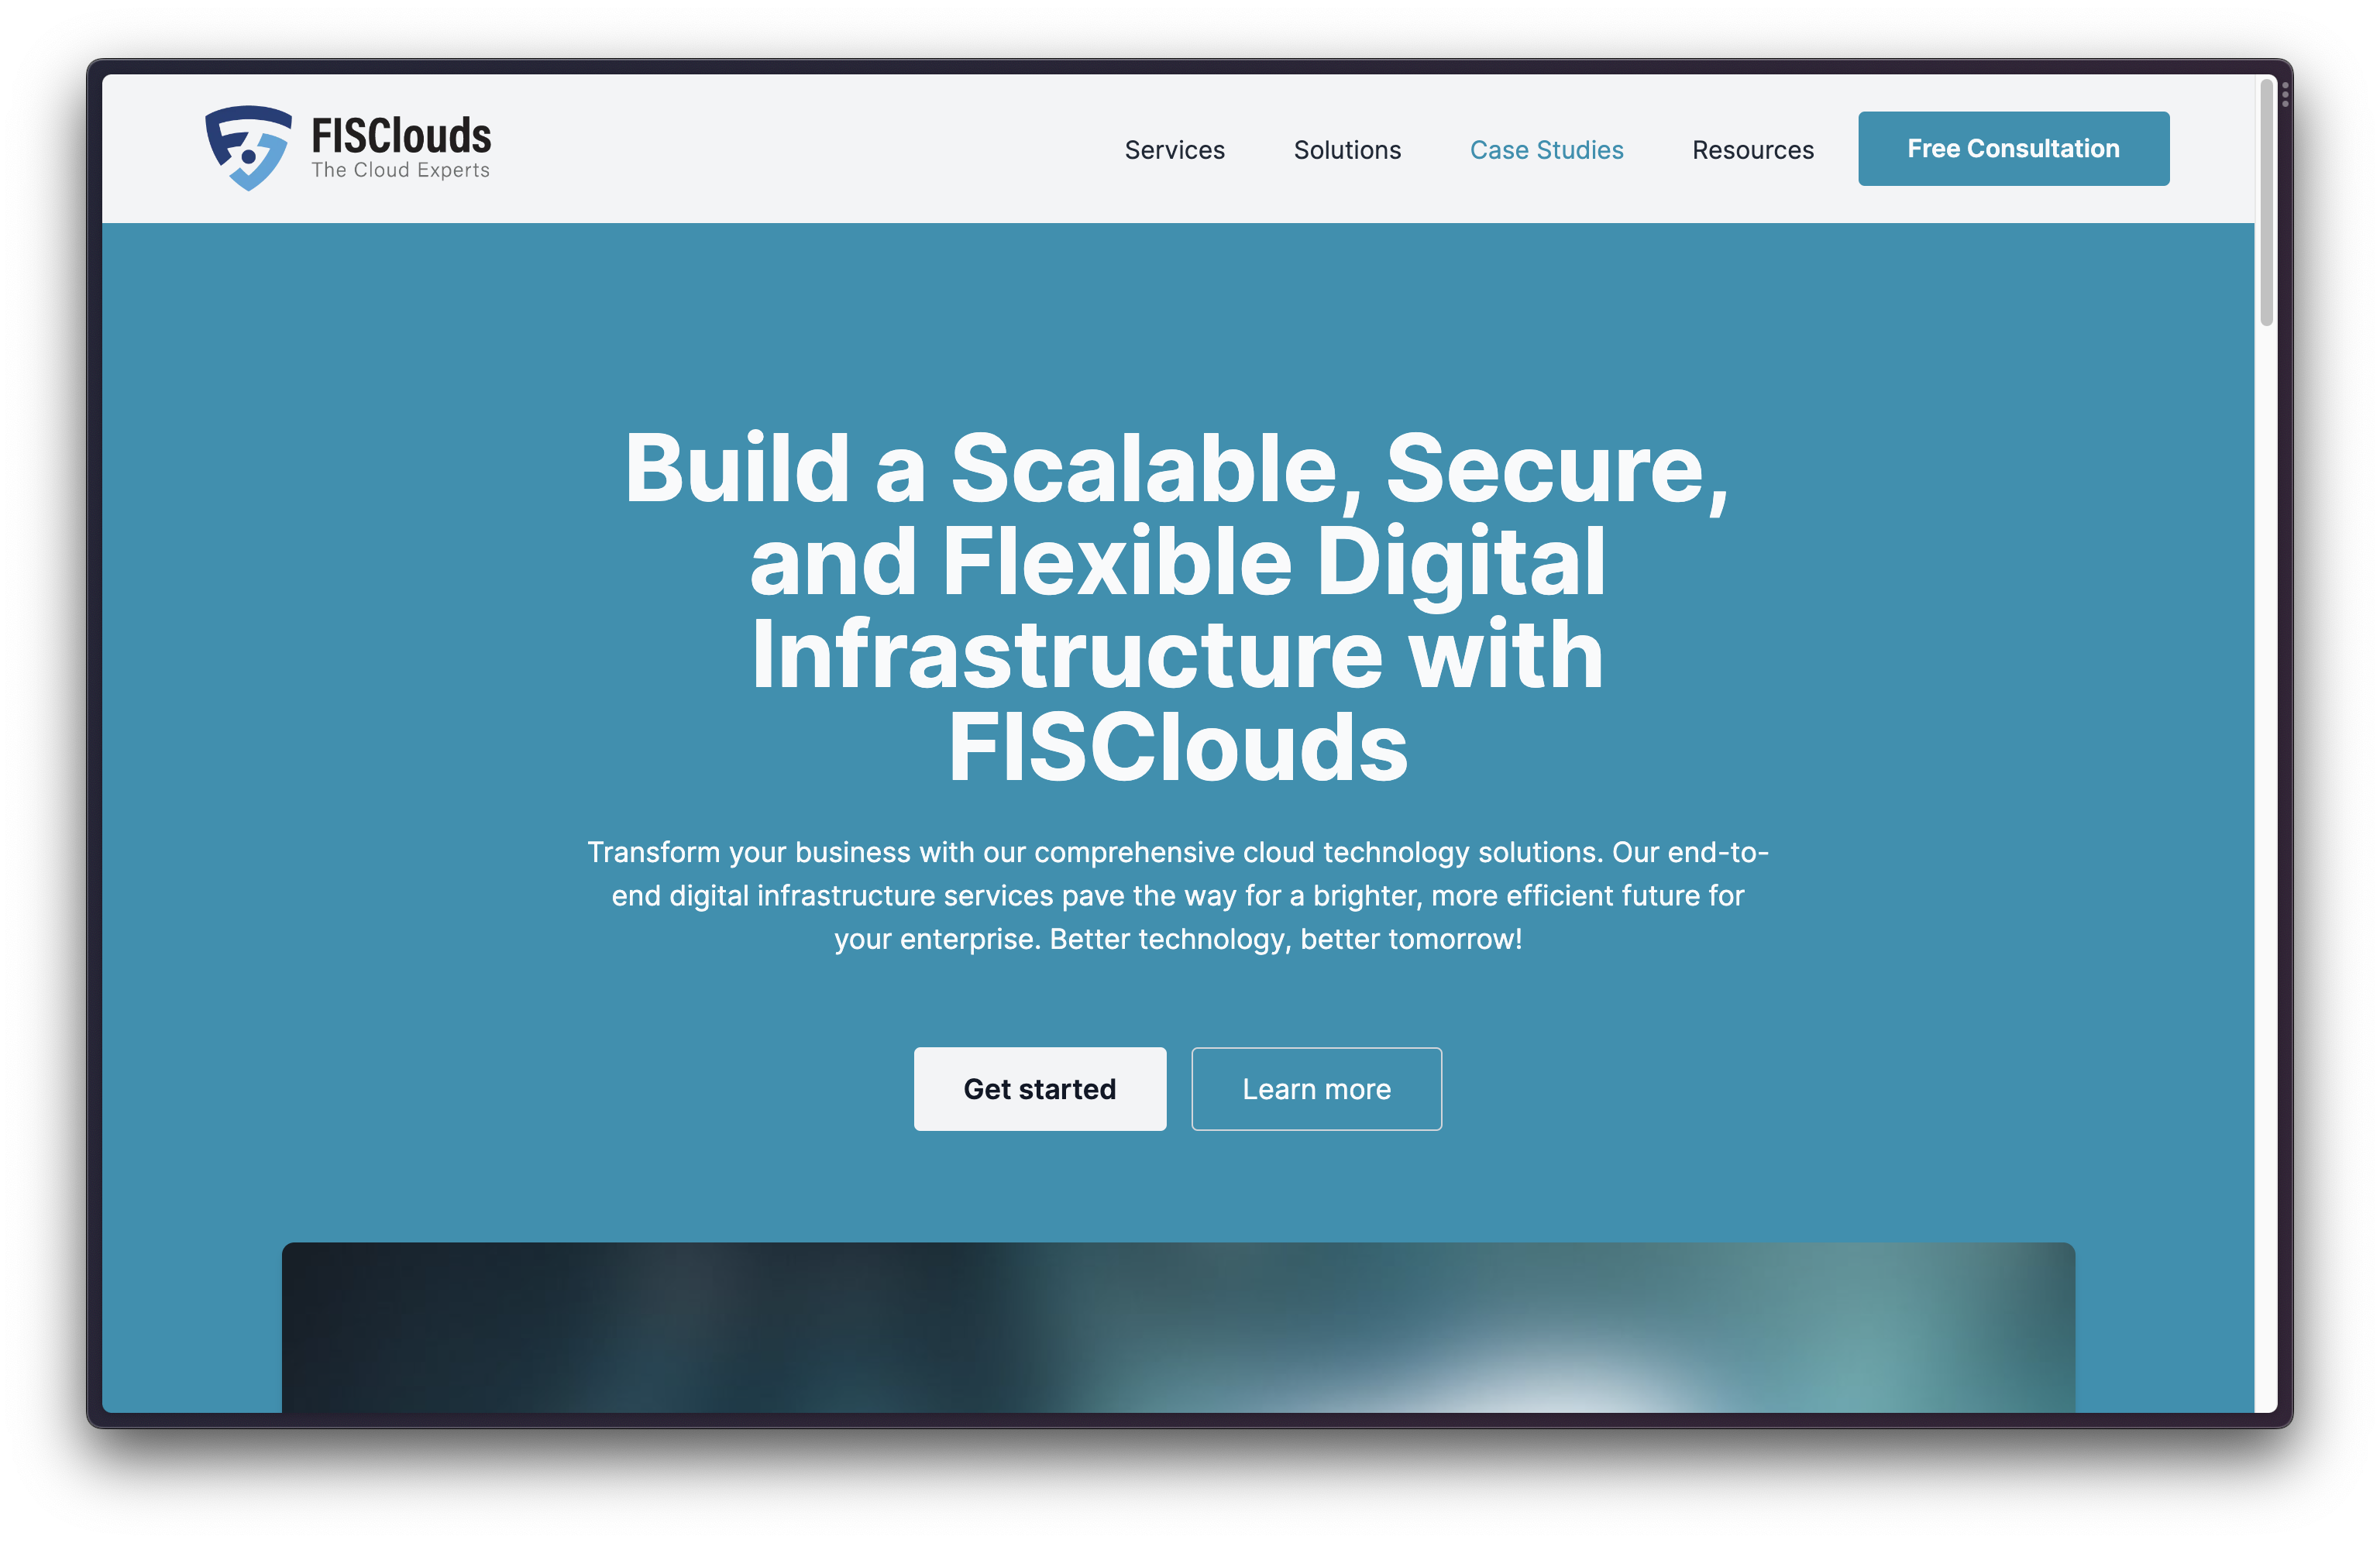 FISClouds
The Cloud Experts
Services
Solutions
Case Studies
Resources
Free Consultation
Build a Scalable, Secure,
and Flexible Digital
Infrastructure with
FISClouds
Transform your business with our comprehensive cloud technology solutions. Our end-to-
end digital infrastructure services pave the way for a brighter, more efficient future for
your enterprise. Better technology, better tomorrow!
Get started
Learn more